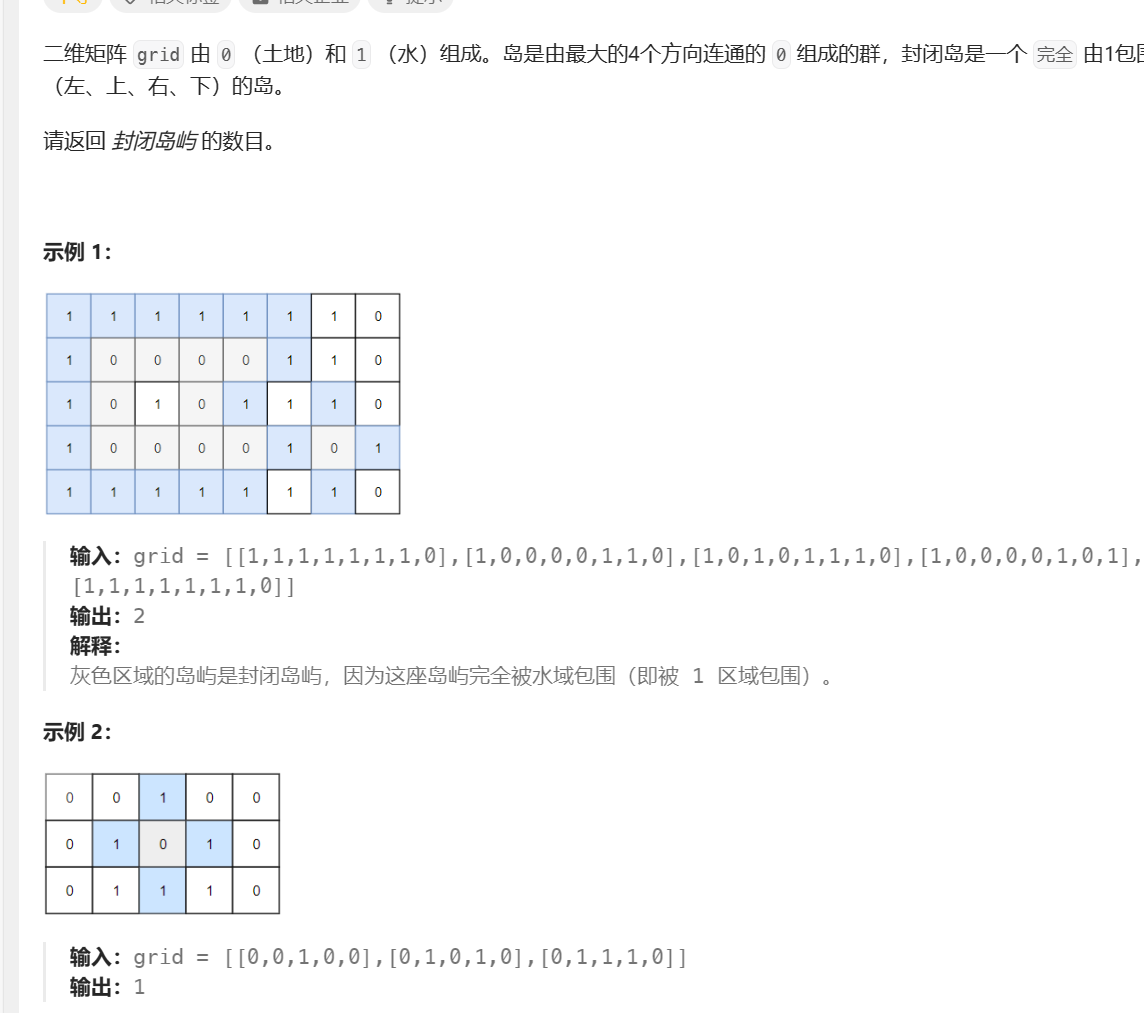 二维矩阵 grid 由 0 （土地）和 1 （水）组成。岛是由最大的4个方向连通的 0 组成的群，封闭岛是一个 完全 由1包
（左、上、右、下）的岛。
请返回 封闭岛屿 的数目。
示例 1：
1 1 1 1 1 1 1 0
1 0 0 0 0 1 1 0
1 0 1 0 1 1 1 0
1 0 0 0 0 1 0 1
1 1 1 1 1 1 1 0
输入：grid = [[1,1,1,1,1,1,1,0],[1,0,0,0,0,1,1,0],[1,0,1,0,1,1,1,0],[1,0,0,0,0,1,0,1],
[1,1,1,1,1,1,1,0]]
输出：2
解释：
灰色区域的岛屿是封闭岛屿，因为这座岛屿完全被水域包围（即被 1 区域包围）。
示例 2：
0 0 1 0 0
0 1 0 1 0
0 1 1 1 0
输入：grid = [[0,0,1,0,0],[0,1,0,1,0],[0,1,1,1,0]]
输出：1